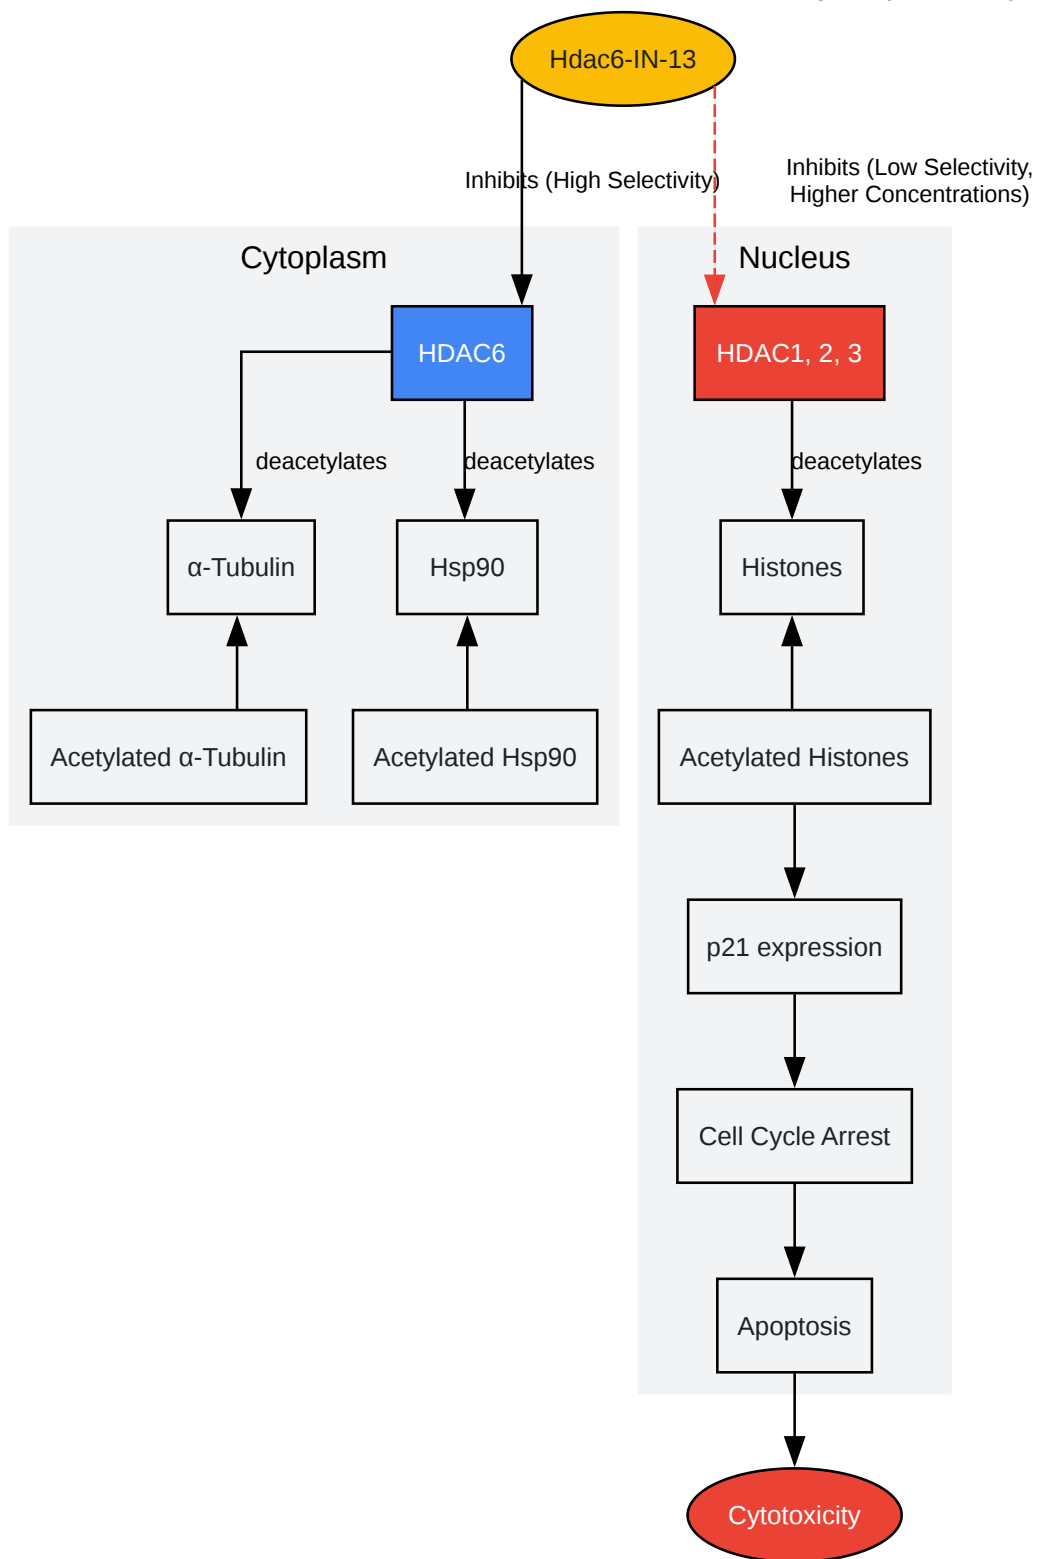 Hdac6-IN-13
Inhibits (High Selectivity)
Inhibits (Low Selectivity,
Higher Concentrations)
Cytoplasm
Nucleus
HDAC6
HDAC1, 2, 3
deacetylates
deacetylates
deacetylates
α-Tubulin
Hsp90
Histones
Acetylated α-Tubulin
Acetylated Hsp90
Acetylated Histones
p21 expression
Cell Cycle Arrest
Apoptosis
Cytotoxicity